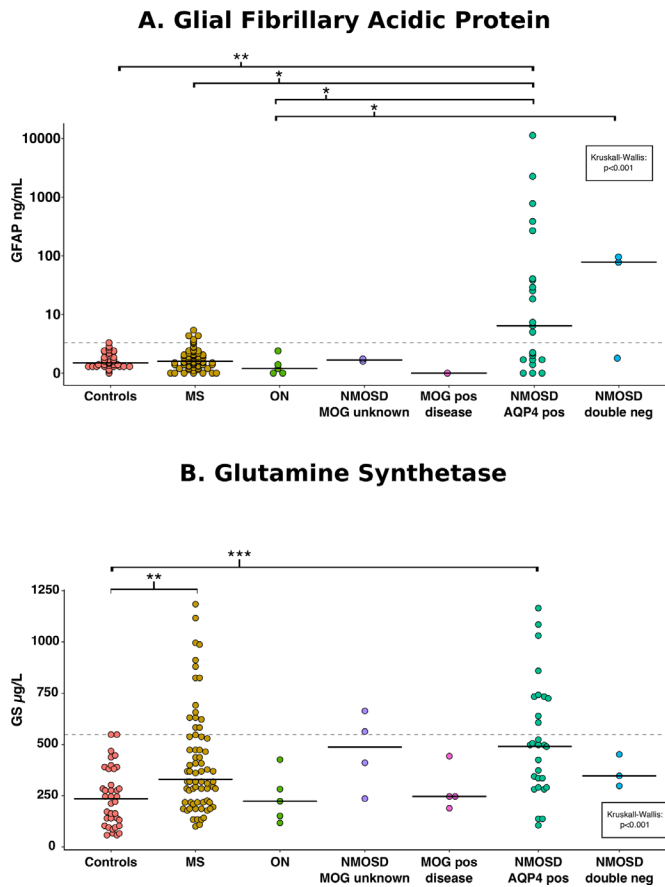 A. Glial Fibrillary Acidic Protein
**
*
*
*
10000
1000
100
10
0
GFAP ng/mL
Kruskall-Wallis:
p<0.001
Controls MS ON NMOSD MOG pos NMOSD NMOSD
MOG unknown disease AQP4 pos double neg
B. Glutamine Synthetase
***
**
1250
1000
750
500
250
0
GS µg/L
Kruskall-Wallis:
p<0.001
Controls MS ON NMOSD MOG pos NMOSD NMOSD
MOG unknown disease AQP4 pos double neg